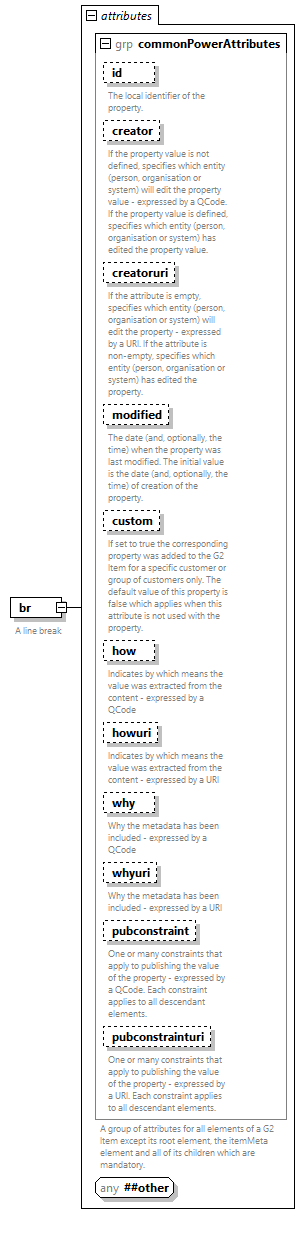 attributes
grp commonPowerAttributes
id
The local identifier of the
property.
creator
If the property value is not
defined, specifies which entity
(person, organisation or
system) will edit the property
value - expressed by a QCode.
If the property value is defined,
specifies which entity (person,
organisation or system) has
edited the property value.
creatoruri
If the attribute is empty,
specifies which entity (person,
organisation or system) will
edit the property - expressed
by a URI. If the attribute is
non-empty, specifies which
entity (person, organisation or
system) has edited the
property.
modified
The date (and, optionally, the
time) when the property was
last modified. The initial value
is the date (and, optionally, the
time) of creation of the
property.
custom
If set to true the corresponding
property was added to the G2
Item for a specific customer or
group of customers only. The
default value of this property is
false which applies when this
attribute is not used with the
property.
br
A line break
how
Indicates by which means the
value was extracted from the
content - expressed by a
QCode
howuri
Indicates by which means the
value was extracted from the
content - expressed by a URI
why
Why the metadata has been
included - expressed by a
QCode
whyuri
Why the metadata has been
included - expressed by a URI
pubconstraint
One or many constraints that
apply to publishing the value
of the property - expressed by
a QCode. Each constraint
applies to all descendant
elements.
pubconstrainturi
One or many constraints that
apply to publishing the value
of the property - expressed by
a URI. Each constraint applies
to all descendant elements.
A group of attributes for all elements of a G2
Item except its root element, the itemMeta
element and all of its children which are
mandatory.
any ##other